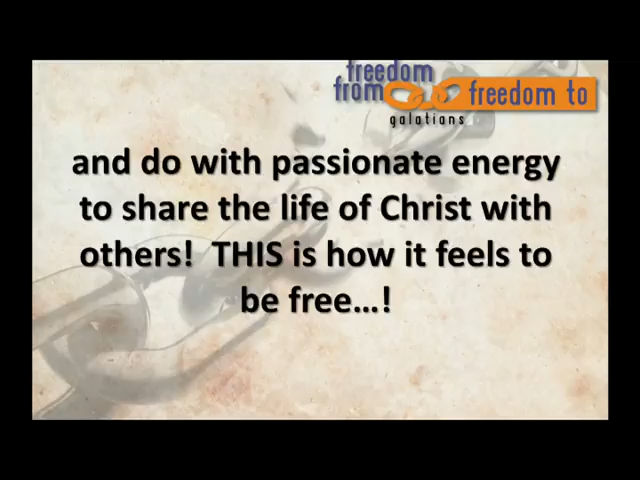 freedom
from
freedom to
galatians
and do with passionate energy
to share the life of Christ with
others!  THIS is how it feels to
be free…!